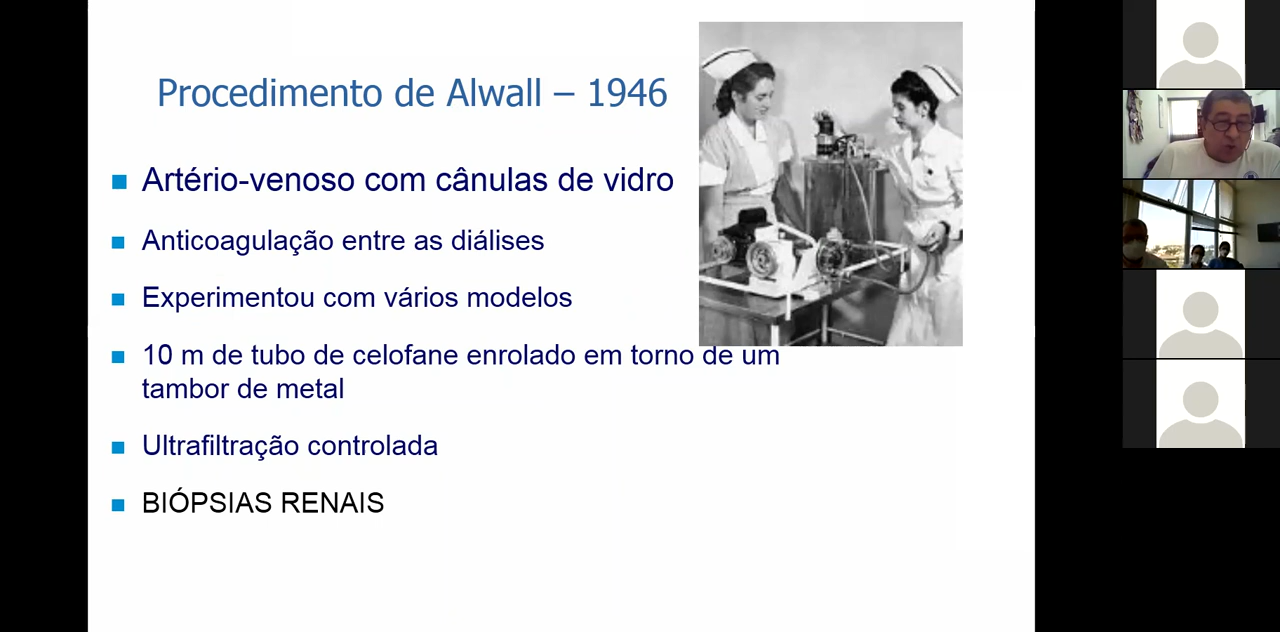 Procedimento de Alwall – 1946
Artério-venoso com cânulas de vidro
Anticoagulação entre as diálises
Experimentou com vários modelos
10 m de tubo de celofane enrolado em torno de um
tambor de metal
Ultrafiltração controlada
BIÓPSIAS RENAIS